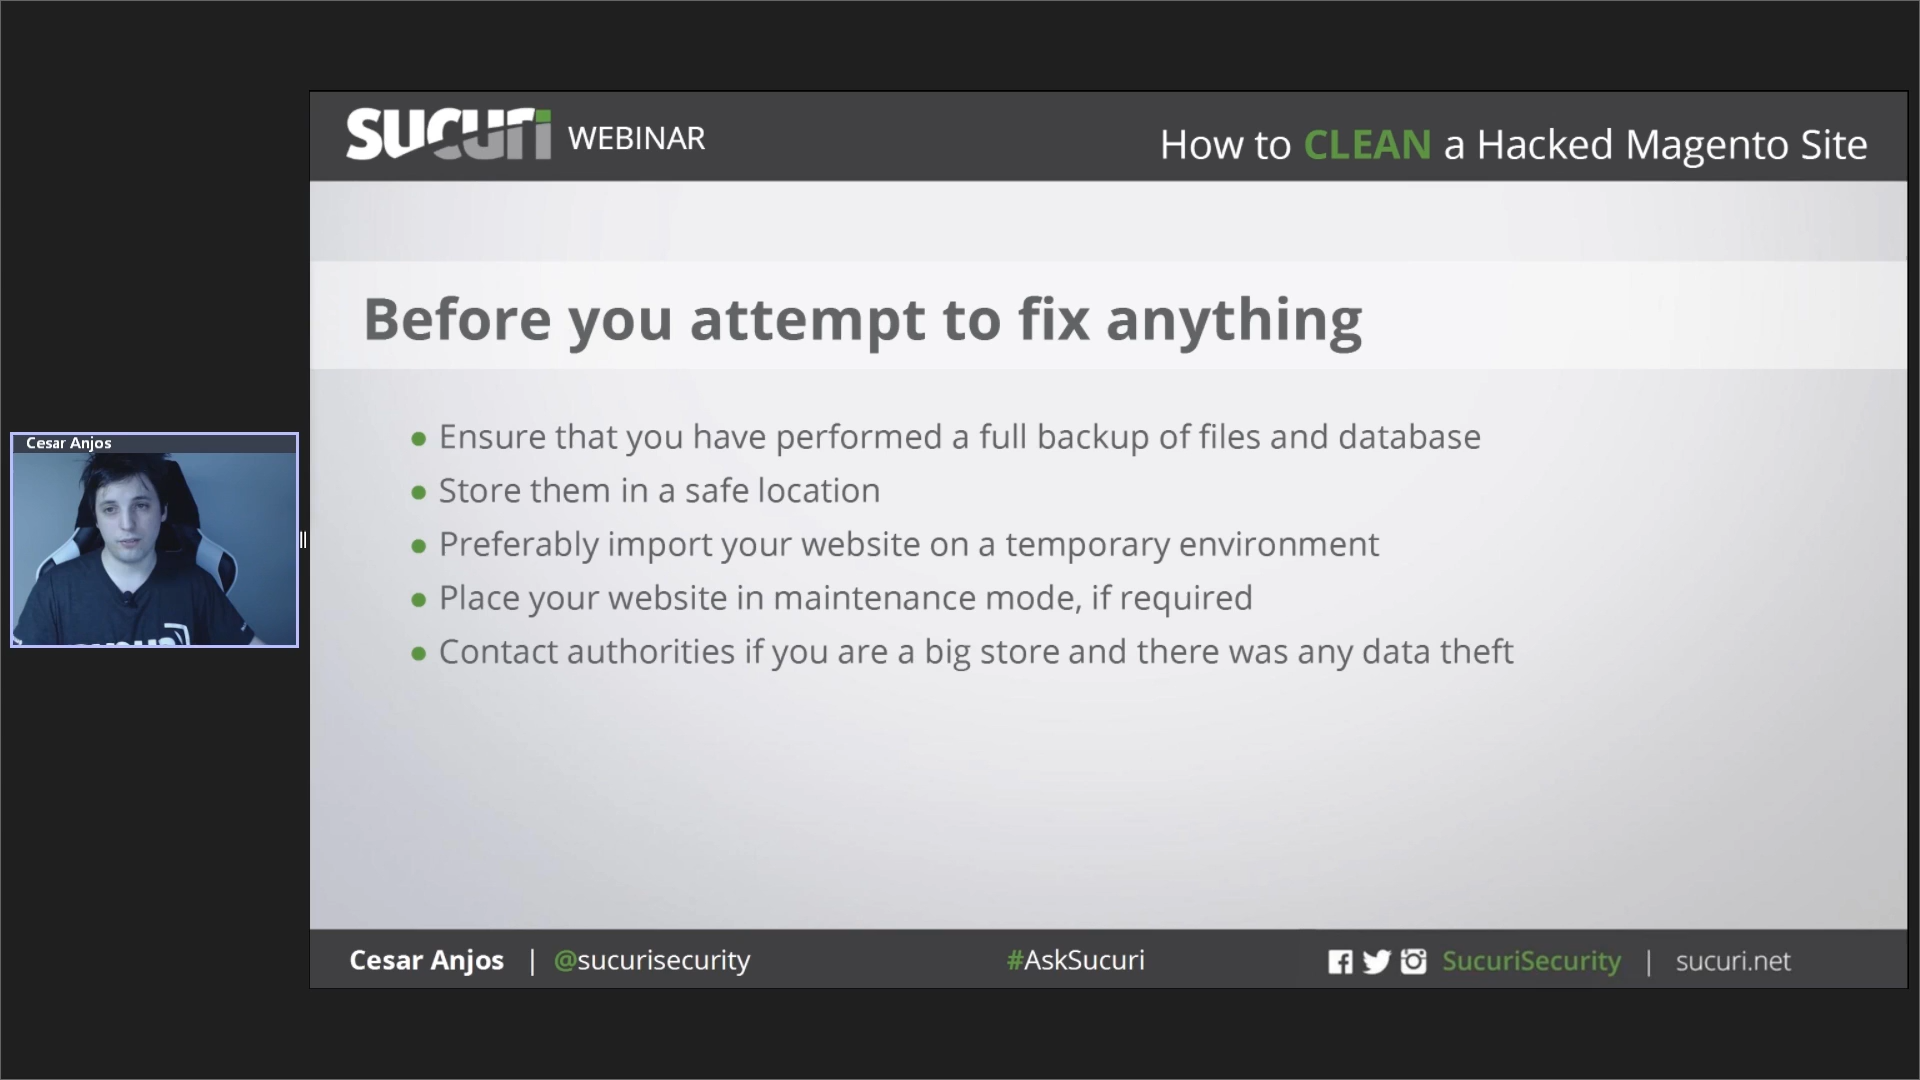 sucuri WEBINAR
How to CLEAN a Hacked Magento Site
Before you attempt to fix anything
Cesar Anjos
Ensure that you have performed a full backup of files and database
Store them in a safe location
Preferably import your website on a temporary environment
Place your website in maintenance mode, if required
Contact authorities if you are a big store and there was any data theft
Cesar Anjos | @sucurisecurity
#AskSucuri
SucuriSecurity | sucuri.net